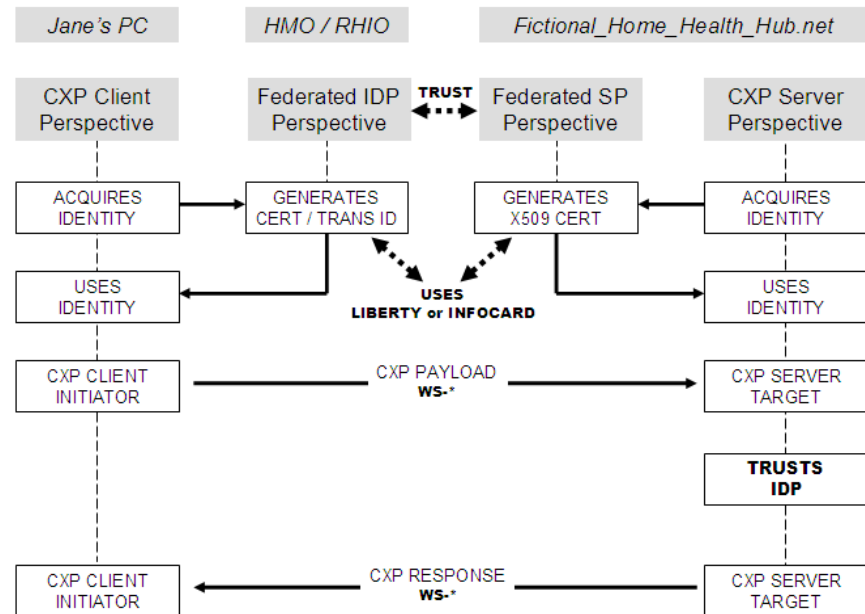 Jane's PC
HMO / RHIO
Fictional_Home_Health_Hub.net
CXP Client
Perspective
Federated IDP
Perspective
TRUST
Federated SP
Perspective
CXP Server
Perspective
ACQUIRES
IDENTITY
GENERATES
CERT / TRANS ID
GENERATES
X509 CERT
ACQUIRES
IDENTITY
USES
IDENTITY
USES
LIBERTY or INFOCARD
USES
IDENTITY
CXP CLIENT
INITIATOR
CXP PAYLOAD
WS-*
CXP SERVER
TARGET
TRUSTS
IDP
CXP CLIENT
INITIATOR
CXP RESPONSE
WS-*
CXP SERVER
TARGET